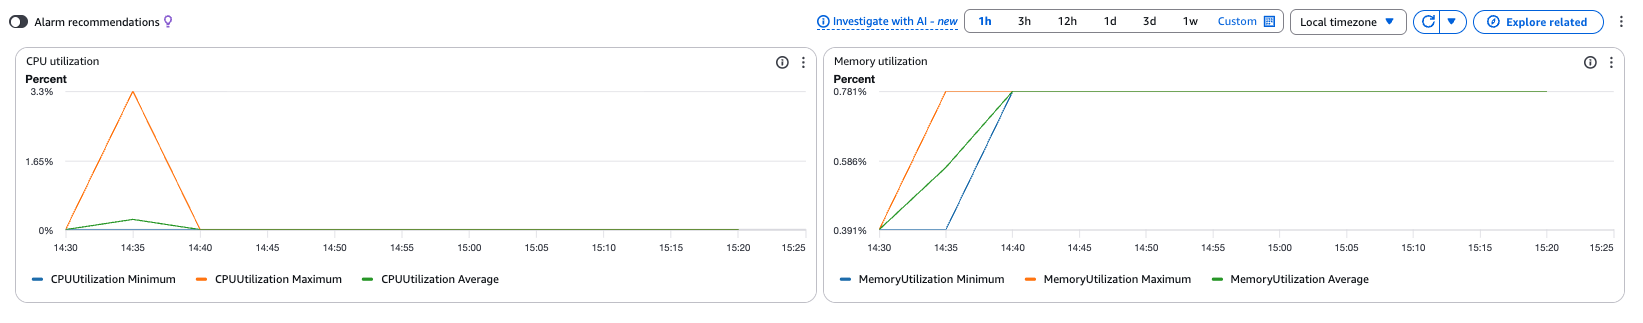 Alarm recommendations
Investigate with AI - new 1h 3h 12h 1d 3d 1w Custom Local timezone Explore related
CPU utilization
Percent
3.3%
1.65%
0%
14:30 14:35 14:40 14:45 14:50 14:55 15:00 15:05 15:10 15:15 15:20 15:25
CPUUtilization Minimum CPUUtilization Maximum CPUUtilization Average
Memory utilization
Percent
0.781%
0.586%
0.391%
14:30 14:35 14:40 14:45 14:50 14:55 15:00 15:05 15:10 15:15 15:20 15:25
MemoryUtilization Minimum MemoryUtilization Maximum MemoryUtilization Average